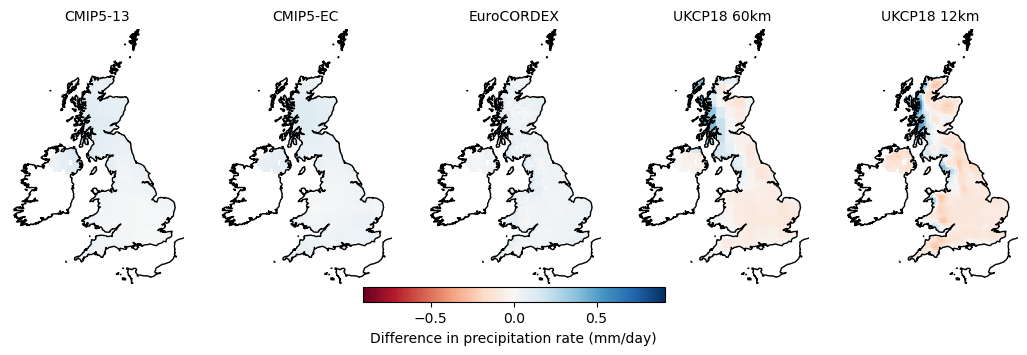 CMIP5-13 CMIP5-EC EuroCORDEX UKCP18 60km UKCP18 12km
−0.5 0.0 0.5
Difference in precipitation rate (mm/day)